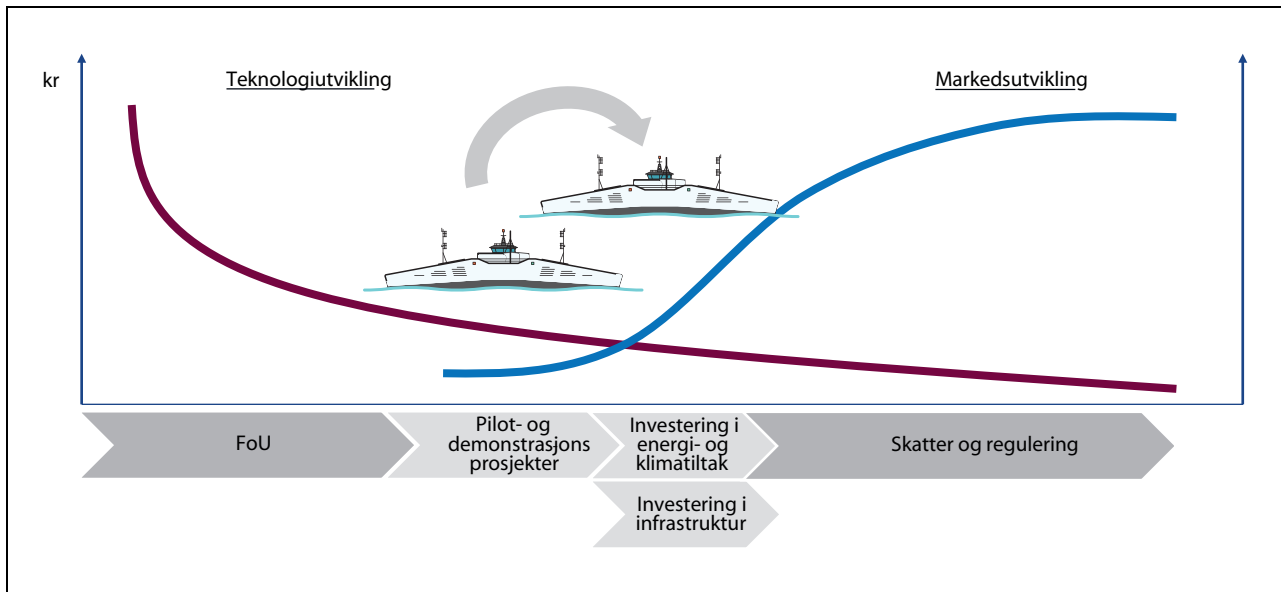 kr
Teknologiutvikling
Markedsutvikling
FoU
Pilot- og
demonstrasjons
prosjekter
Investering i
energi- og
klimatiltak
Skatter og regulering
Investering i
infrastruktur